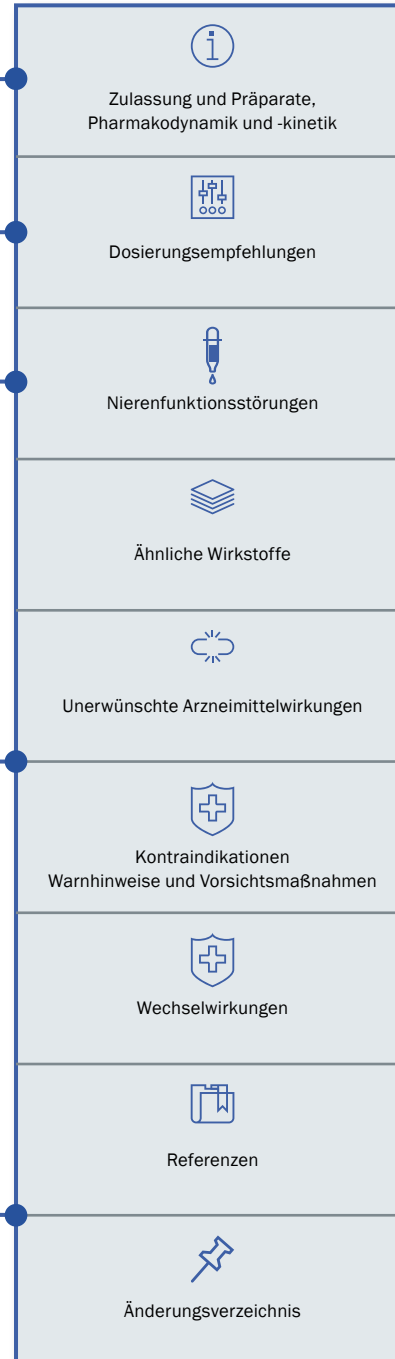 Zulassung und Präparate,
Pharmakodynamik und -kinetik
Dosierungsempfehlungen
Nierenfunktionsstörungen
Ähnliche Wirkstoffe
Unerwünschte Arzneimittelwirkungen
Kontraindikationen
Warnhinweise und Vorsichtsmaßnahmen
Wechselwirkungen
Referenzen
Änderungsverzeichnis